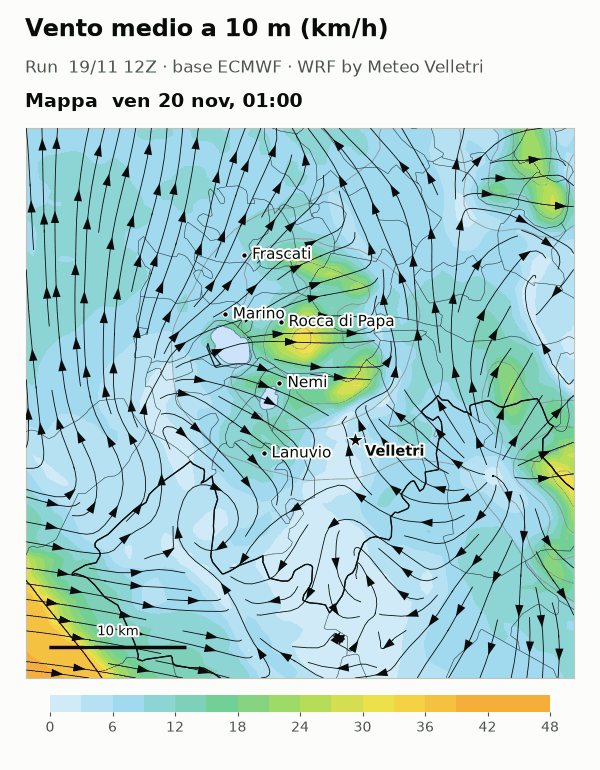 Vento medio a 10 m (km/h)
Run  19/11 12Z · base ECMWF · WRF by Meteo Velletri
Mappa  ven 20 nov, 01:00
Frascati
Marino
Rocca di Papa
Nemi
Velletri
Lanuvio
10 km
0 6 12 18 24 30 36 42 48